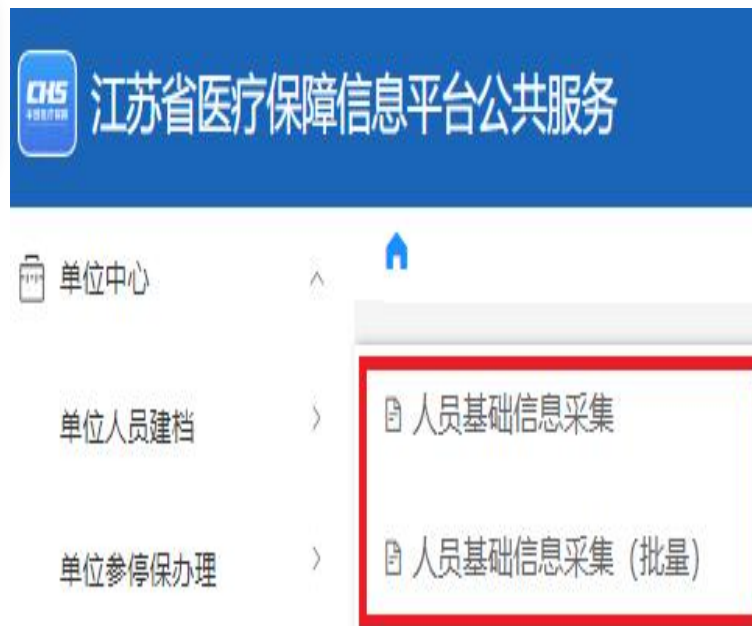 CHS
江苏省医疗保障信息平台公共服务
单位中心
单位人员建档
人员基础信息采集
单位参停保办理
人员基础信息采集（批量）